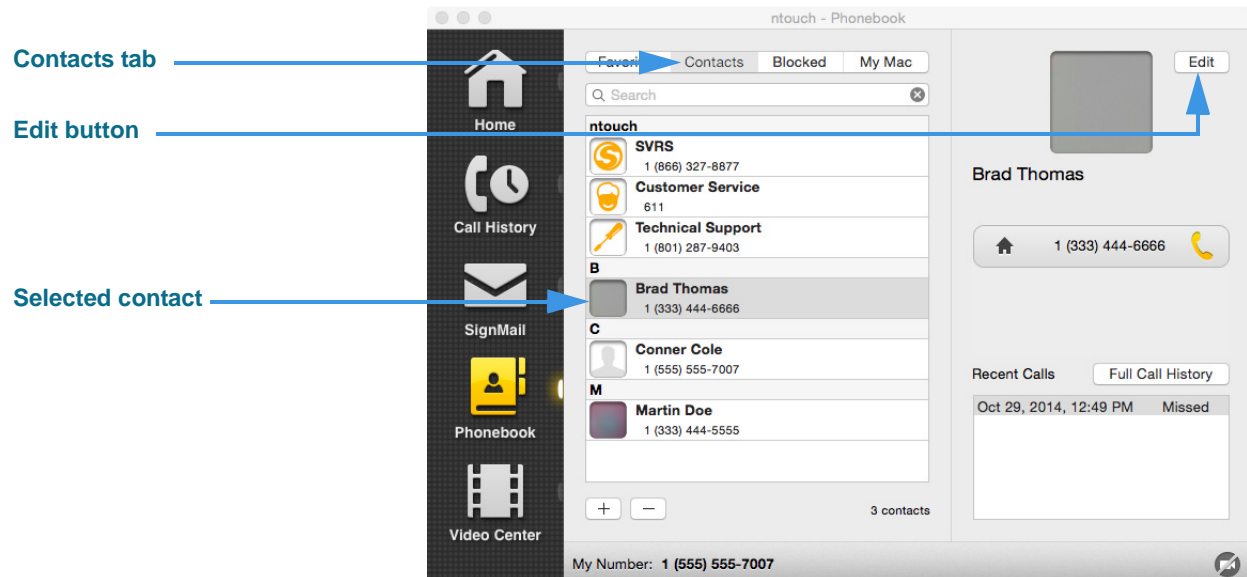 ntouch - Phonebook
Contacts tab
Edit button
Selected contact
Home
Call History
SignMail
Phonebook
Video Center
Contacts Blocked My Mac
Search
ntouch
SVRS
1 (866) 327-8877
Customer Service
611
Technical Support
1 (801) 287-9403
B
Brad Thomas
1 (333) 444-6666
C
Conner Cole
1 (555) 555-7007
M
Martin Doe
1 (333) 444-5555
3 contacts
Edit
Brad Thomas
1 (333) 444-6666
Recent Calls Full Call History
Oct 29, 2014, 12:49 PM Missed
My Number: 1 (555) 555-7007